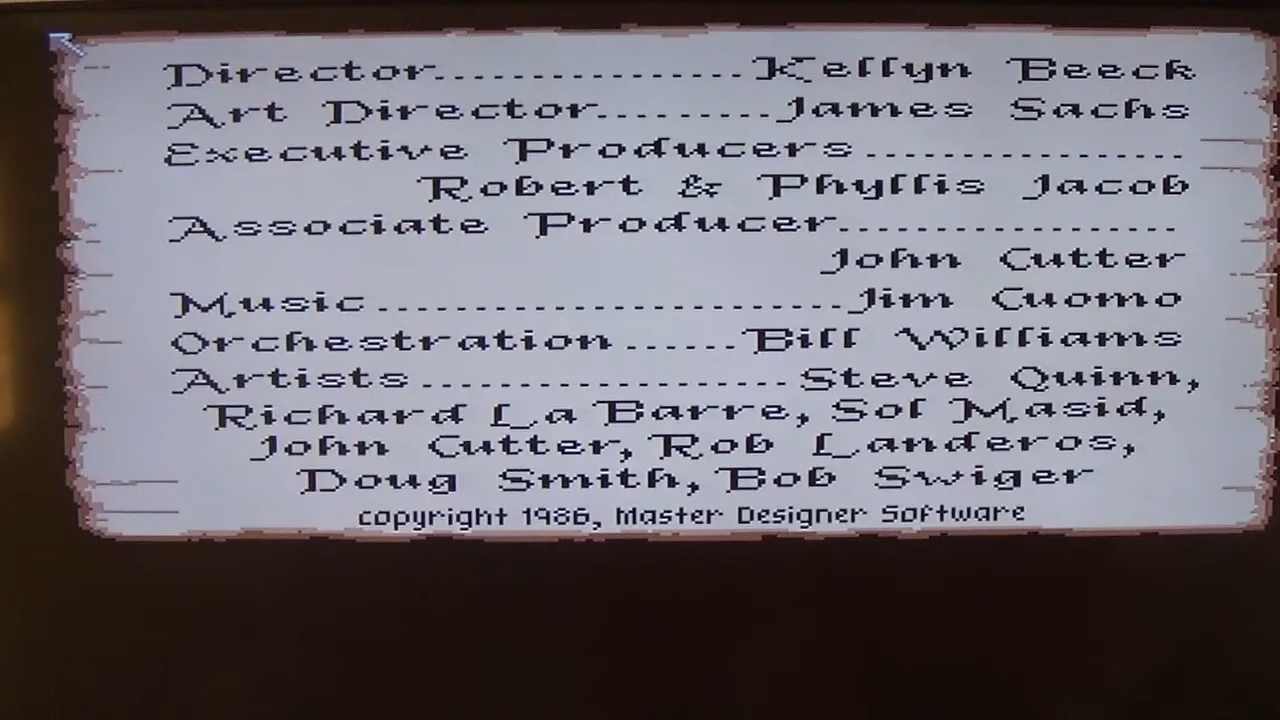 Director................Kellyn Beeck
Art Director.........James Sachs
Executive Producers.................
Robert & Phyllis Jacob
Associate Producer..................
John Cutter
Music.........................Jim Cuomo
Orchestration......Bill Williams
Artists....................Steve Quinn,
Richard La Barre, Sol Masid,
John Cutter, Rob Landeros,
Doug Smith, Bob Swiger
copyright 1986, Master Designer Software